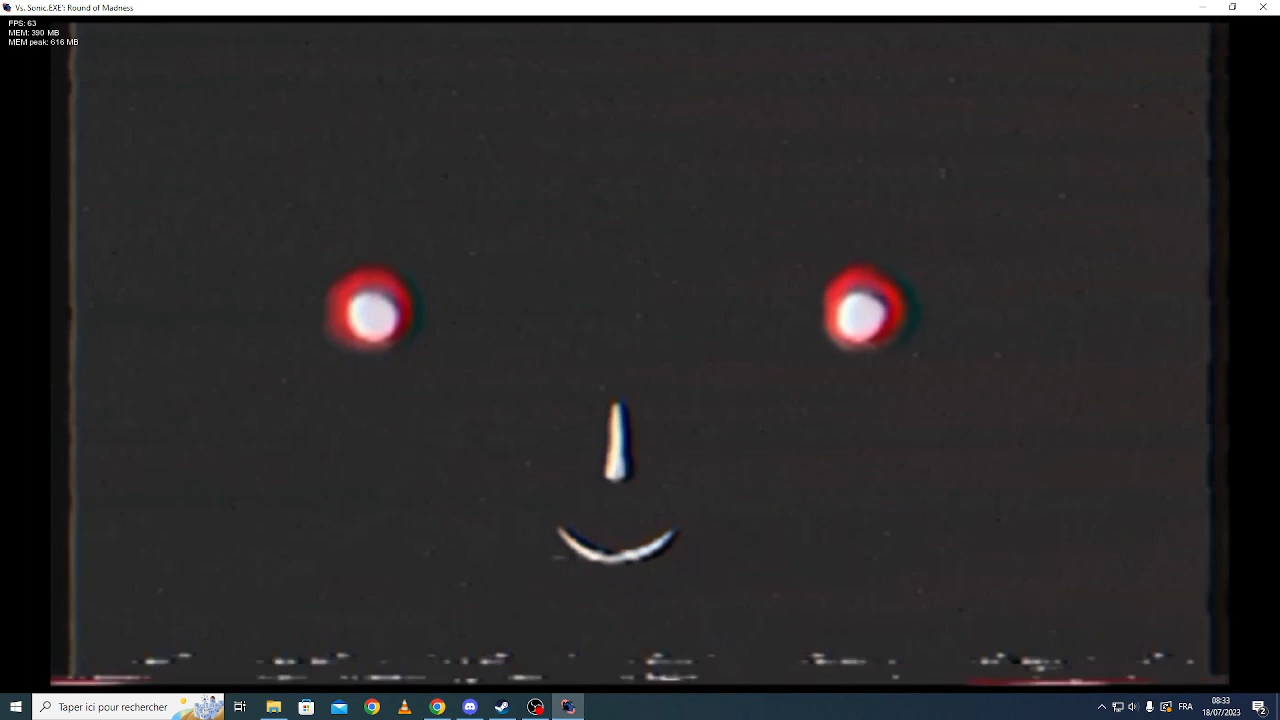 Vs. Sonic.EXE': Round of Madness
FPS: 63
MEM: 390 MB
MEM peak: 616 MB
Taper ici pour rechercher
FRA
08:33
18/07/2023
2